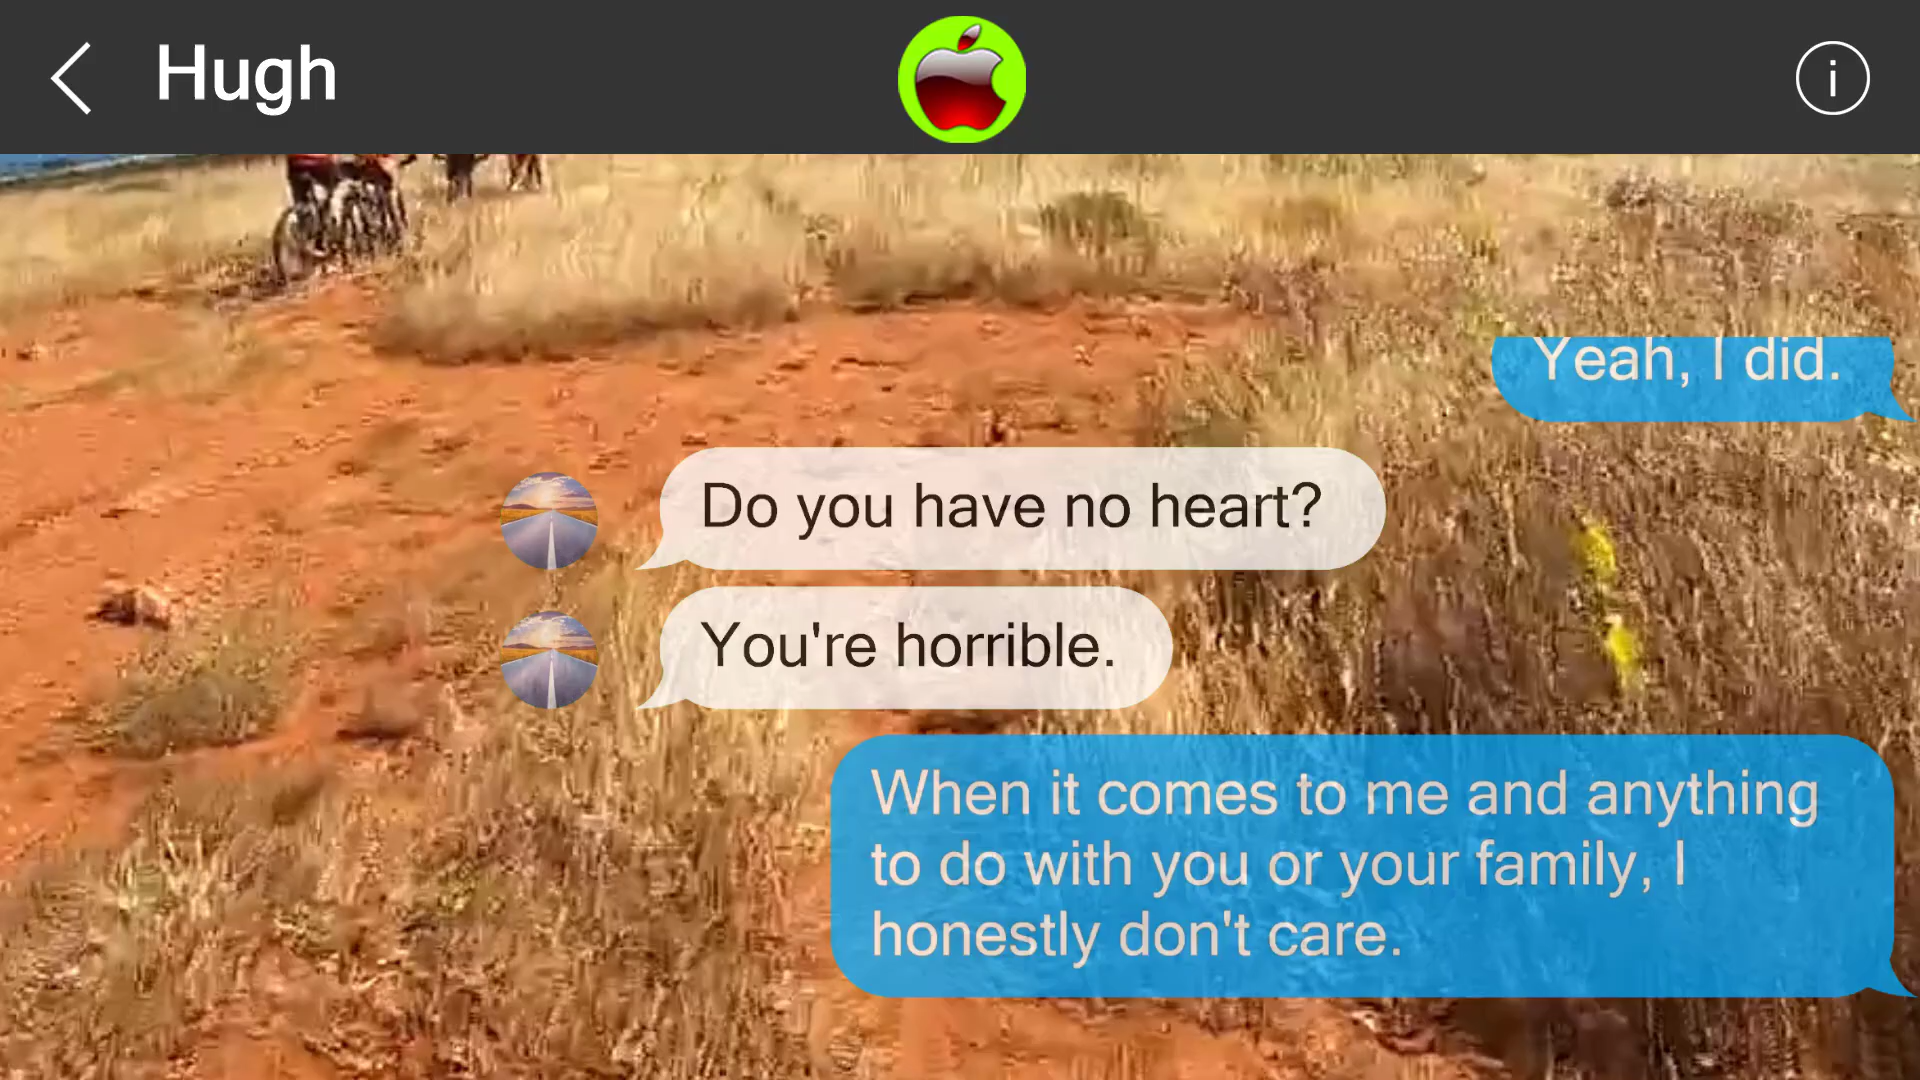 Hugh
i
Yeah, I did.
Do you have no heart?
You're horrible.
When it comes to me and anything
to do with you or your family, I
honestly don't care.